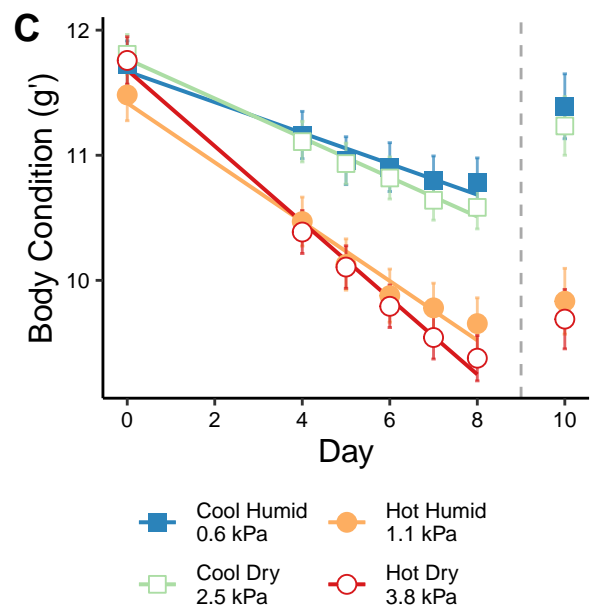 C
12
11
10
Body Condition (g')
0
2
4
6
8
10
Day
Cool Humid
0.6 kPa
Hot Humid
1.1 kPa
Cool Dry
2.5 kPa
Hot Dry
3.8 kPa